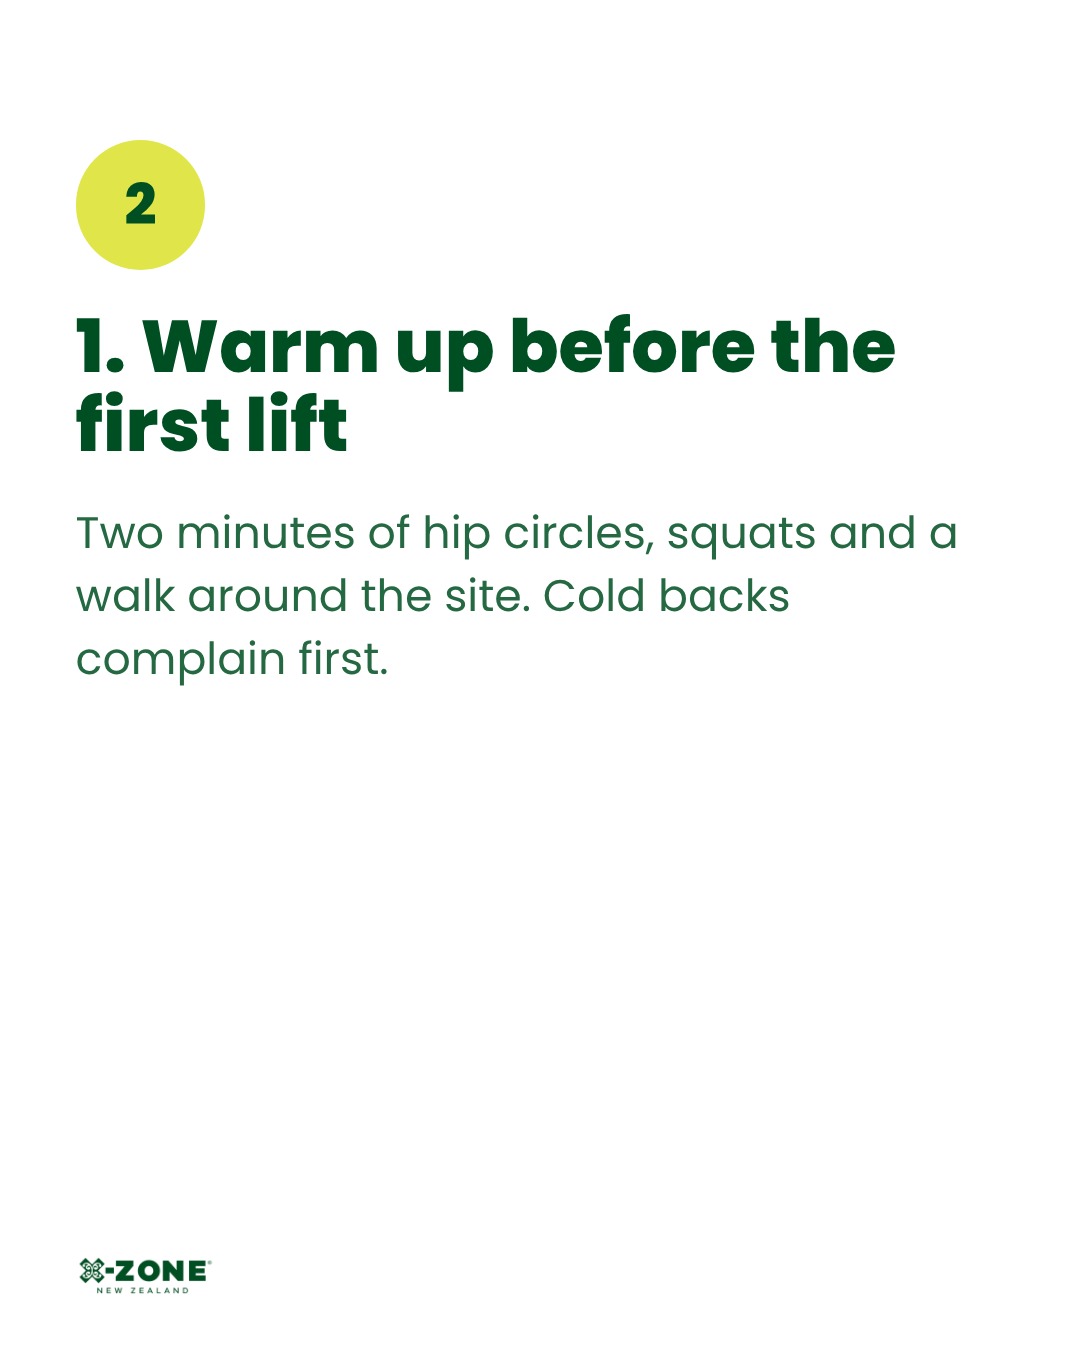 2
1. Warm up before the
first lift
Two minutes of hip circles, squats and a
walk around the site. Cold backs
complain first.
X-ZONE®
NEW ZEALAND